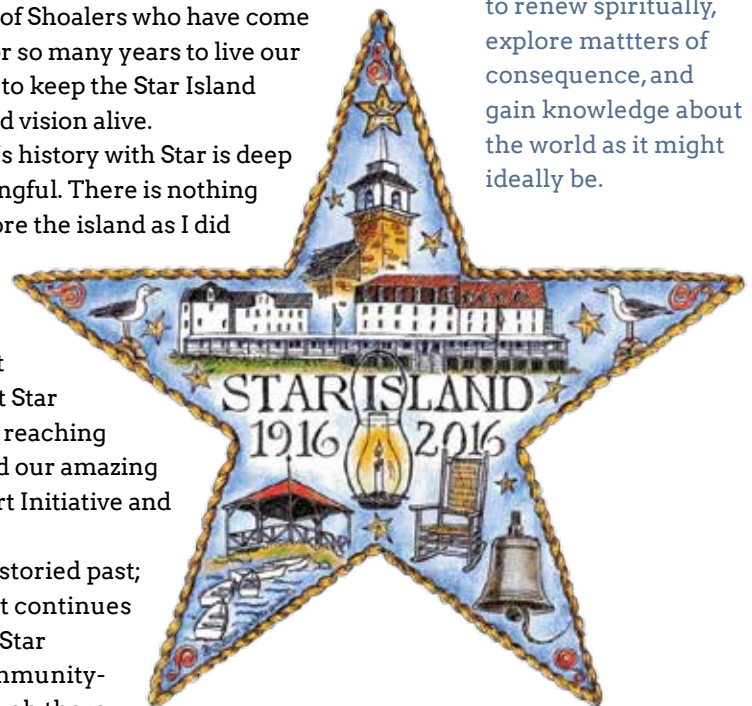 of Shoalers who have come
or so many years to live our
to keep the Star Island
d vision alive.
's history with Star is deep
ngful. There is nothing
ore the island as I did
t
t Star
reaching
d our amazing
rt Initiative and
storied past;
t continues
Star
mmunity-
to renew spiritually,
explore mattters of
consequence, and
gain knowledge about
the world as it might
ideally be.
STAR ISLAND
1916 2016